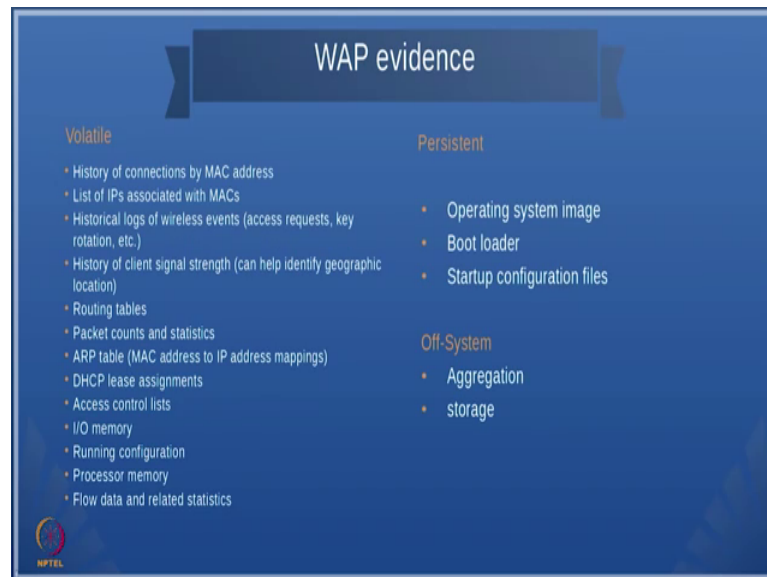 WAP evidence
Volatile
• History of connections by MAC address
• List of IPs associated with MACs
• Historical logs of wireless events (access requests, key
rotation, etc.)
• History of client signal strength (can help identify geographic
location)
• Routing tables
• Packet counts and statistics
• ARP table (MAC address to IP address mappings)
• DHCP lease assignments
• Access control lists
• I/O memory
• Running configuration
• Processor memory
• Flow data and related statistics
Persistent
• Operating system image
• Boot loader
• Startup configuration files
Off-System
• Aggregation
• storage
NPTEL